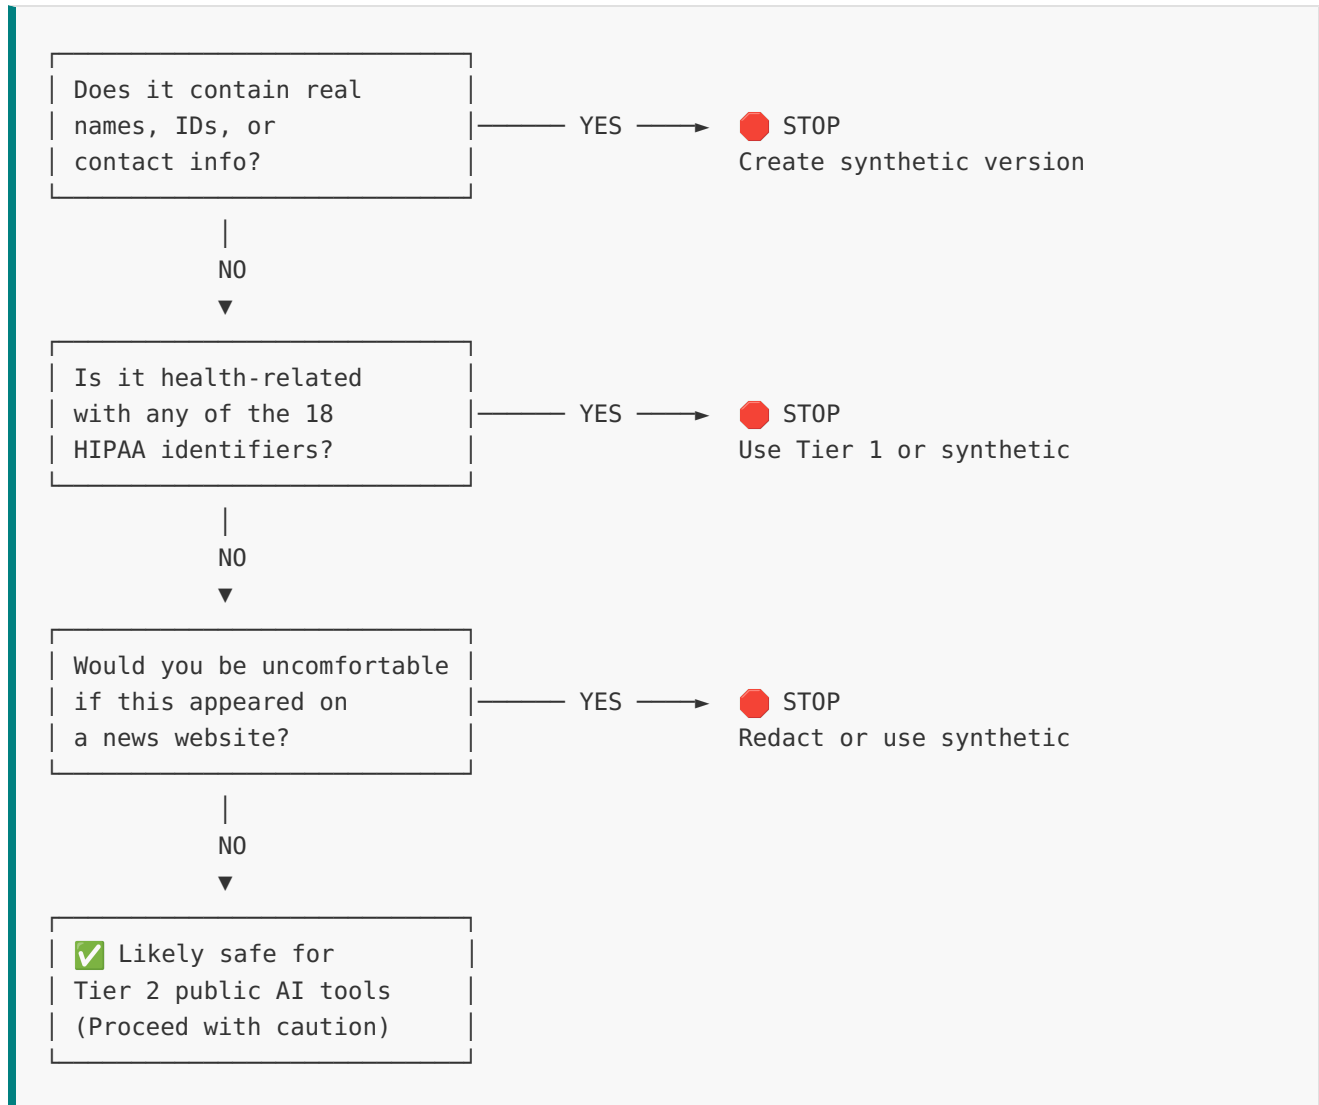 Does it contain real
names, IDs, or YES 🛑 STOP
contact info? Create synthetic version
NO
Is it health-related
with any of the 18 YES 🛑 STOP
HIPAA identifiers? Use Tier 1 or synthetic
NO
Would you be uncomfortable
if this appeared on YES 🛑 STOP
a news website? Redact or use synthetic
NO
✅ Likely safe for
Tier 2 public AI tools
(Proceed with caution)